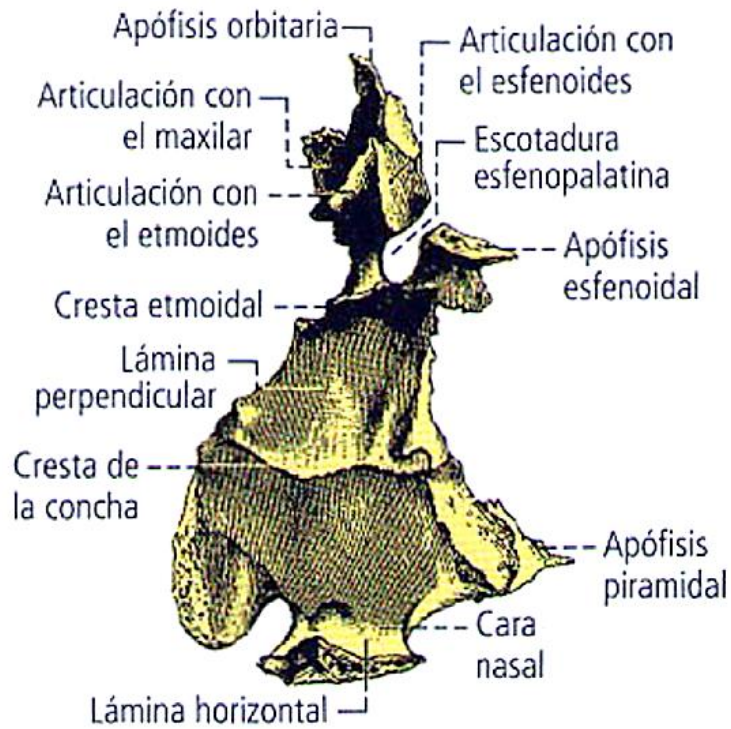 Apófisis orbitaria
Articulación con
el esfenoides
Articulación con
el maxilar
Escotadura
esfenopalatina
Articulación con
el etmoides
Apófisis
esfenoidal
Cresta etmoidal
Lámina
perpendicular
Cresta de
la concha
Apófisis
piramidal
Cara
nasal
Lámina horizontal